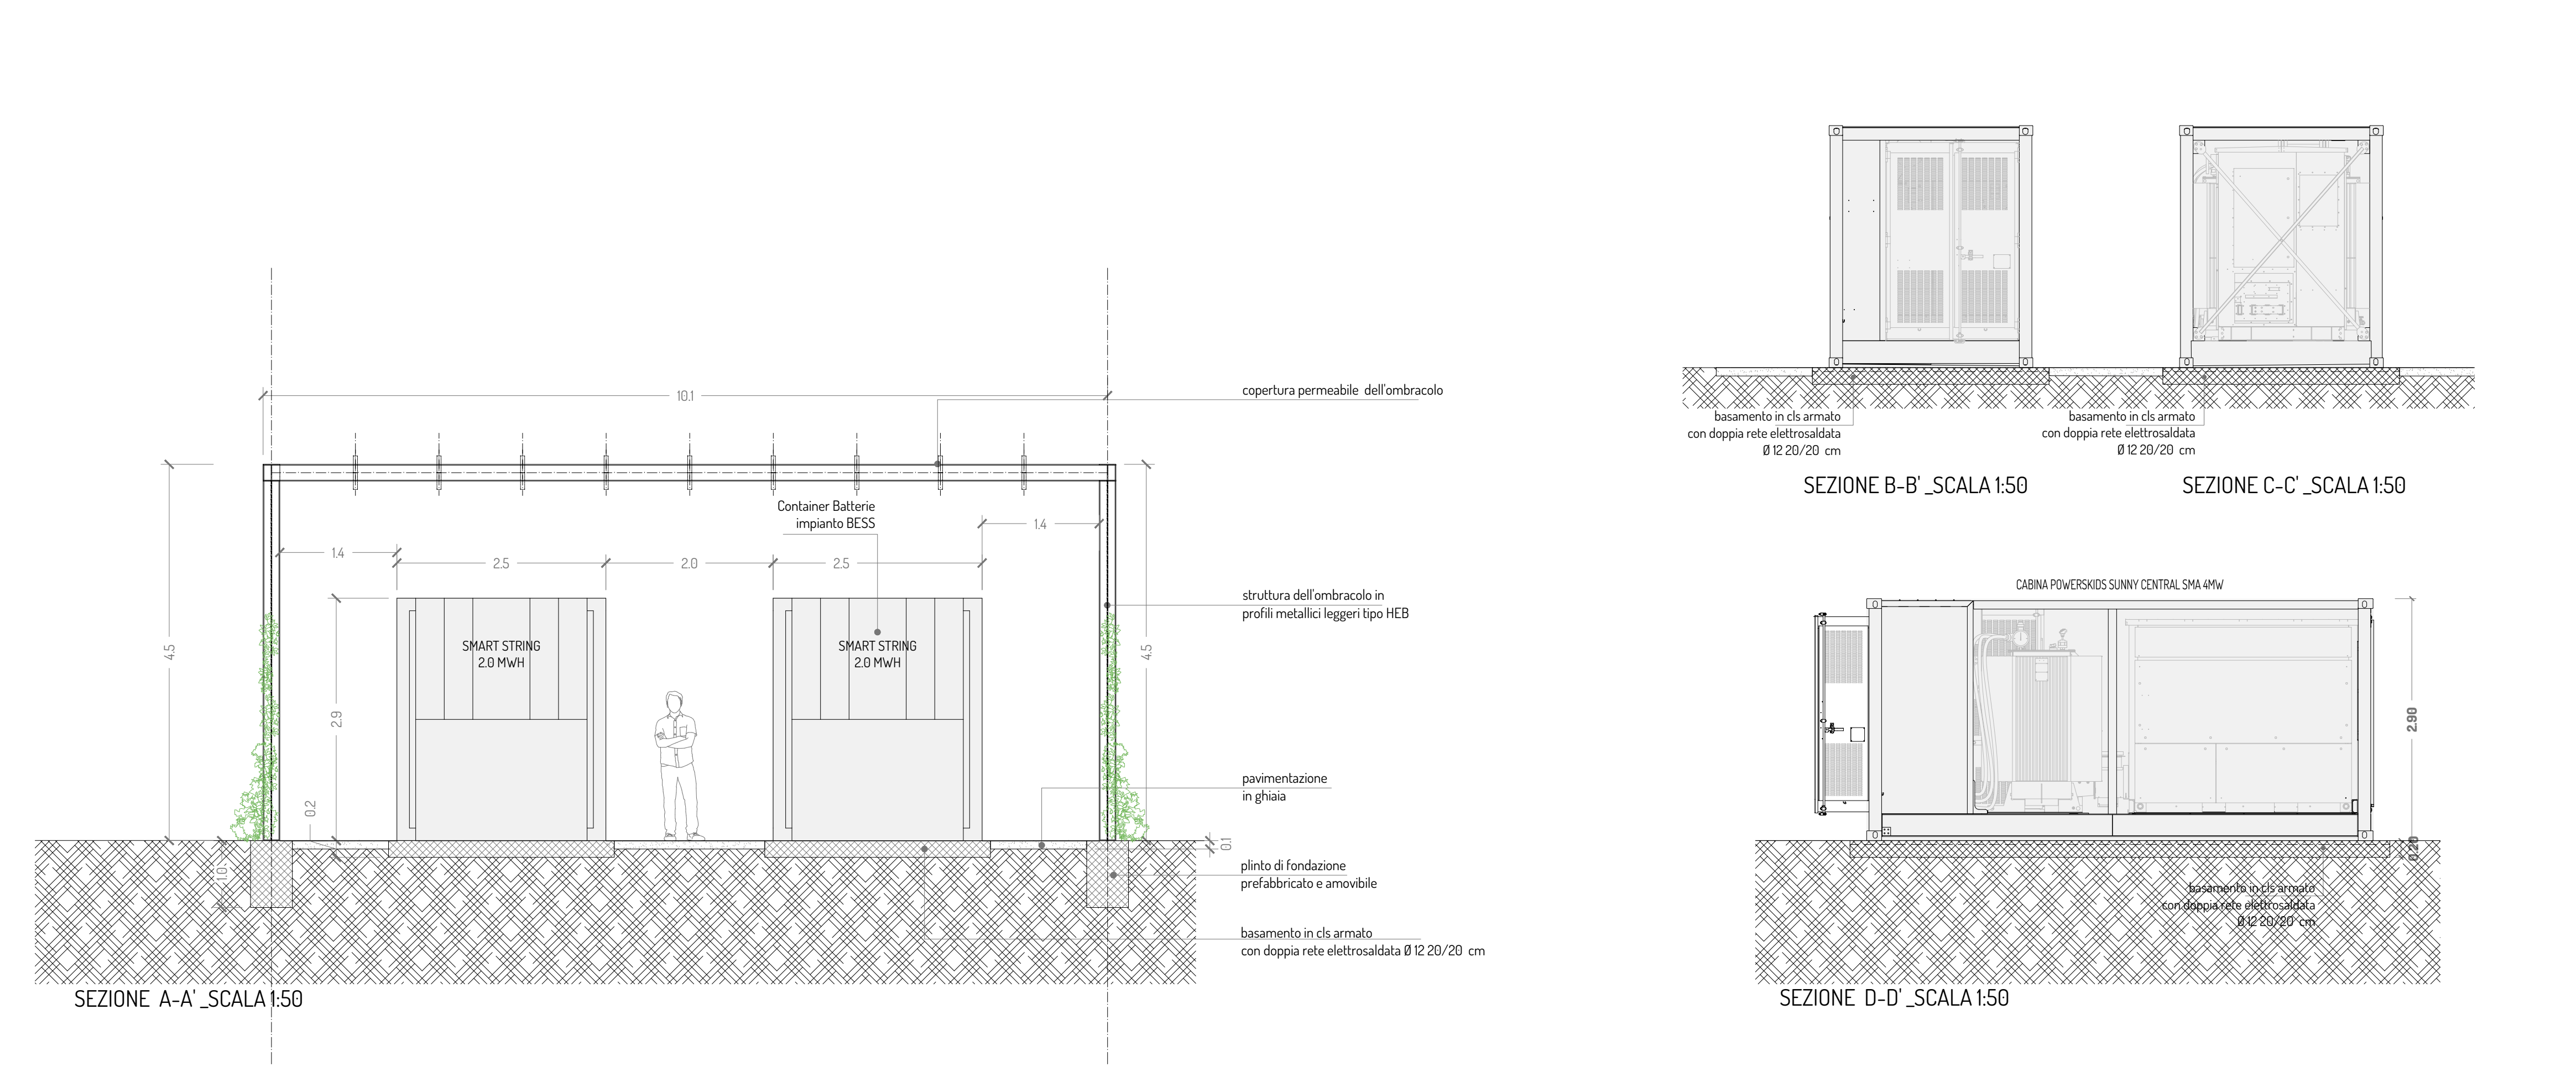 10.1
copertura permeabile dell'ombracolo
Container Batterie
impianto BESS
1.4
1.4
2.5
2.0
2.5
4.5
4.5
2.9
0.2
1.0
0.1
SMART STRING
2.0 MWH
SMART STRING
2.0 MWH
struttura dell'ombracolo in
profili metallici leggeri tipo HEB
pavimentazione
in ghiaia
plinto di fondazione
prefabbricato e amovibile
basamento in cls armato
con doppia rete elettrosaldata Ø 12 20/20 cm
SEZIONE A-A' _SCALA 1:50
basamento in cls armato
con doppia rete elettrosaldata
Ø 12 20/20 cm
basamento in cls armato
con doppia rete elettrosaldata
Ø 12 20/20 cm
SEZIONE B-B' _SCALA 1:50
SEZIONE C-C' _SCALA 1:50
CABINA POWERSKIDS SUNNY CENTRAL SMA 4MW
2.90
0.20
basamento in cls armato
con doppia rete elettrosaldata
Ø 12 20/20 cm
SEZIONE D-D' _SCALA 1:50